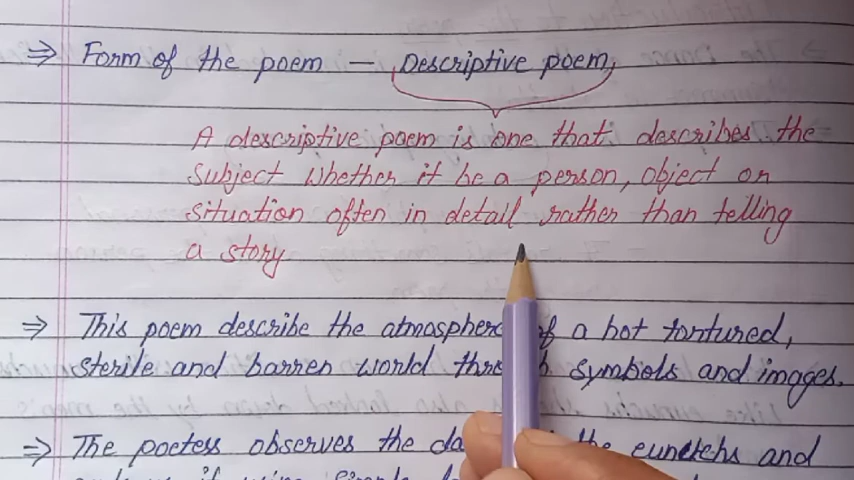 ⇒ Form of the poem — Descriptive poem,
A descriptive poem is one that describes the
subject whether it be a person, object or
situation often in detail rather than telling
a story
⇒ This poem describe the atmosphere of a hot tortured,
sterile and barren world through symbols and images.
⇒ The poetess observes the the eunuchs and